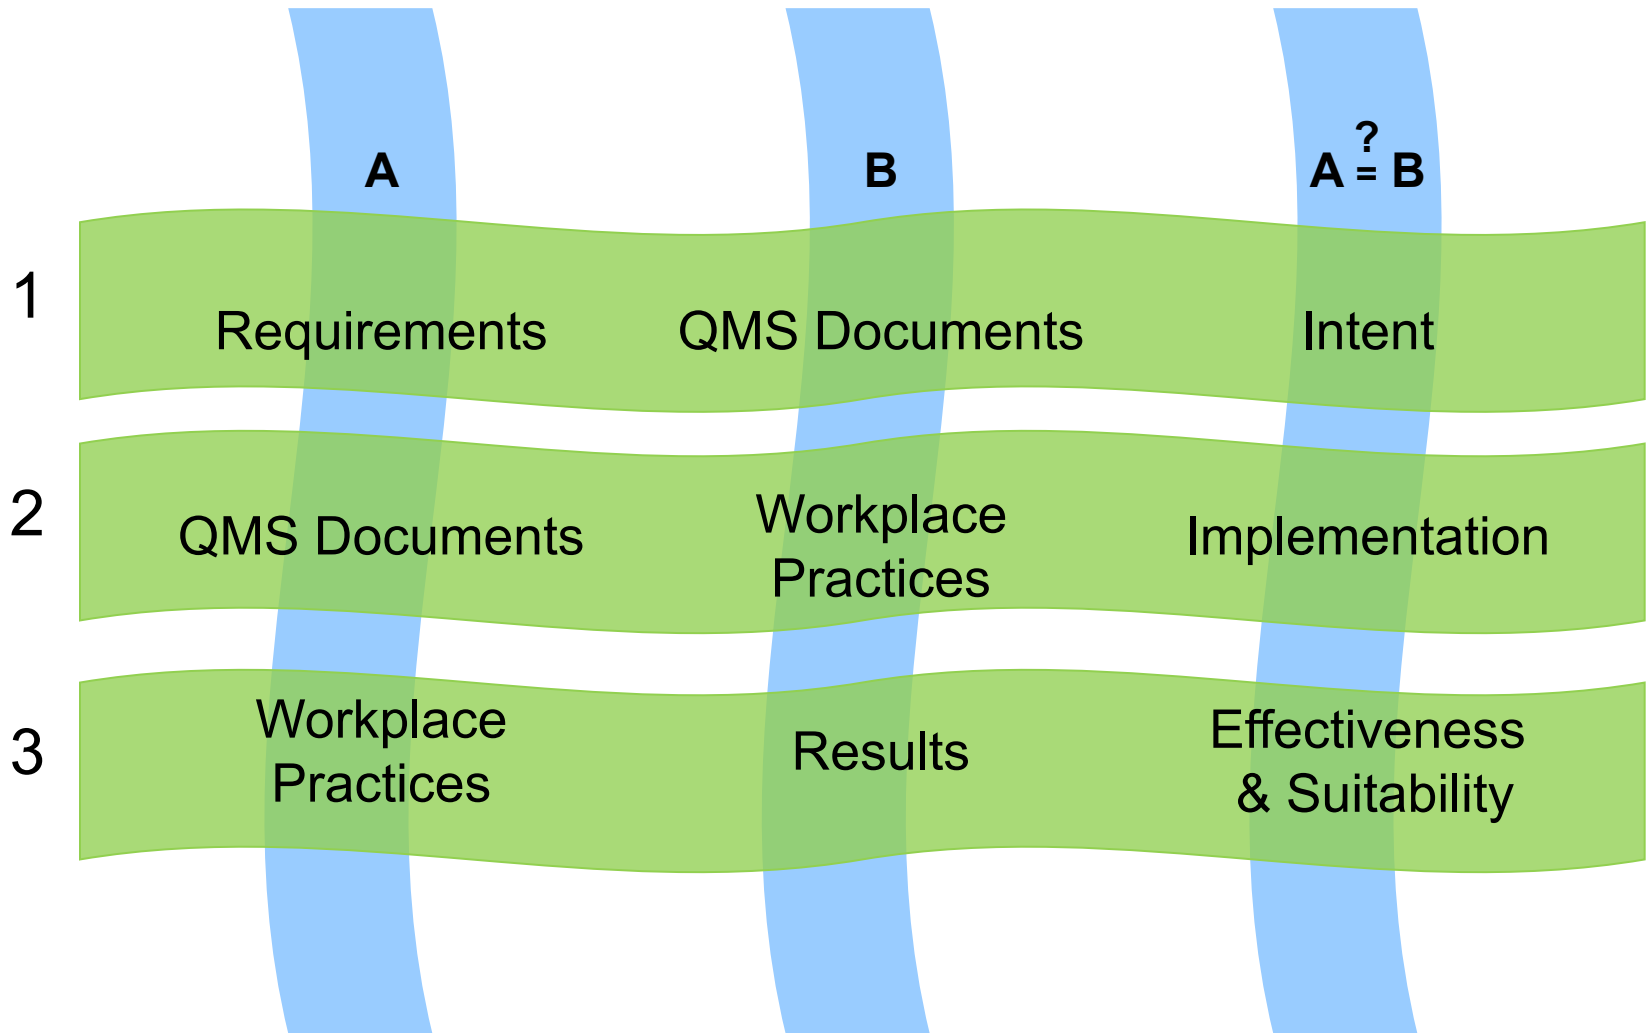 A
B
?
A = B
1
Requirements
QMS Documents
Intent
2
QMS Documents
Workplace
Practices
Implementation
3
Workplace
Practices
Results
Effectiveness
& Suitability